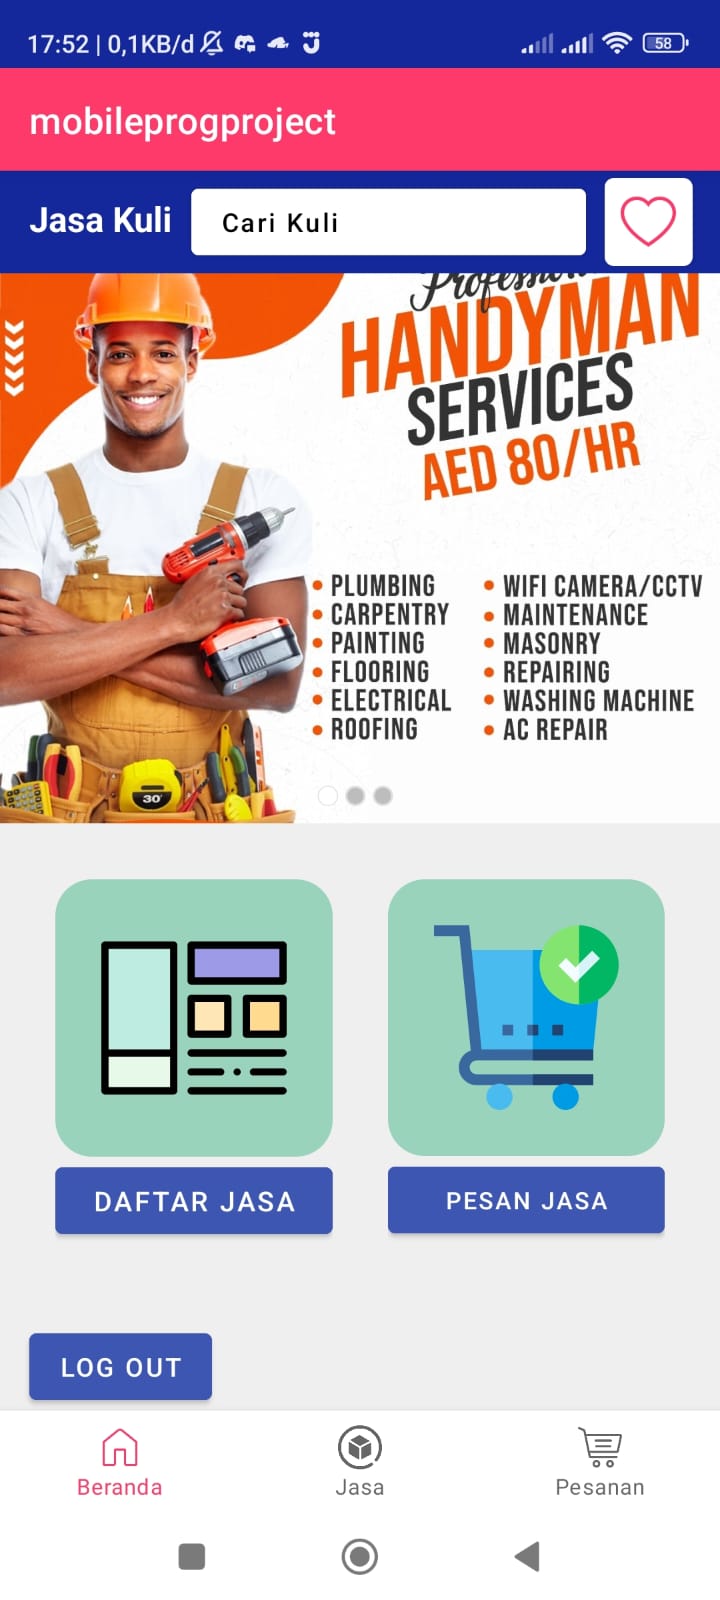 17:52 | 0,1KB/d
58
mobileprogproject
Jasa Kuli
Cari Kuli
Professional
HANDYMAN
SERVICES
AED 80/HR
• PLUMBING
• CARPENTRY
• PAINTING
• FLOORING
• ELECTRICAL
• ROOFING
• WIFI CAMERA/CCTV
• MAINTENANCE
• MASONRY
• REPAIRING
• WASHING MACHINE
• AC REPAIR
30'
DAFTAR JASA
PESAN JASA
LOG OUT
Beranda
Jasa
Pesanan